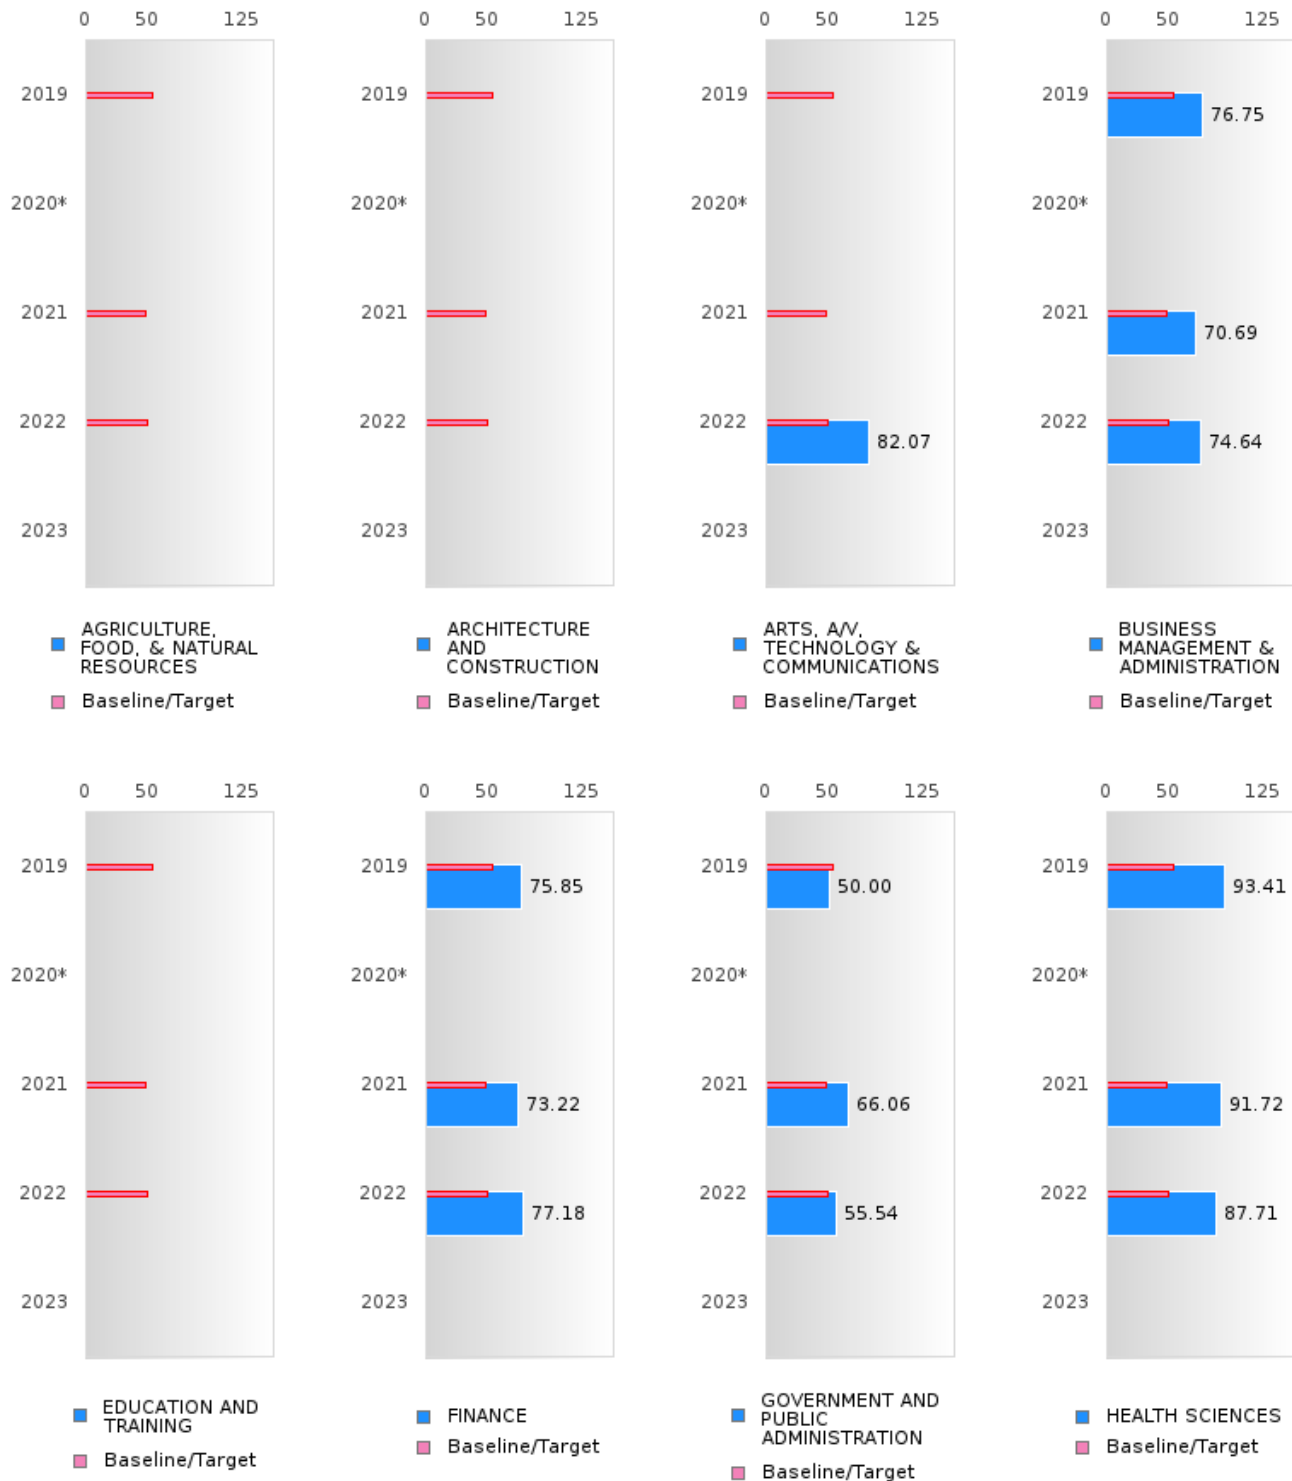 0 50 125
2019
2020*
2021
2022
2023
AGRICULTURE,
FOOD, & NATURAL
RESOURCES
Baseline/Target
0 50 125
2019
2020*
2021
2022
2023
ARCHITECTURE
AND
CONSTRUCTION
Baseline/Target
0 50 125
2019
2020*
2021
2022
82.07
2023
ARTS, A/V,
TECHNOLOGY &
COMMUNICATIONS
Baseline/Target
0 50 125
2019
76.75
2020*
2021
70.69
2022
74.64
2023
BUSINESS
MANAGEMENT &
ADMINISTRATION
Baseline/Target
0 50 125
2019
2020*
2021
2022
2023
EDUCATION AND
TRAINING
Baseline/Target
0 50 125
2019
75.85
2020*
2021
73.22
2022
77.18
2023
FINANCE
Baseline/Target
0 50 125
2019
50.00
2020*
2021
66.06
2022
55.54
2023
GOVERNMENT AND
PUBLIC
ADMINISTRATION
Baseline/Target
0 50 125
2019
93.41
2020*
2021
91.72
2022
87.71
2023
HEALTH SCIENCES
Baseline/Target